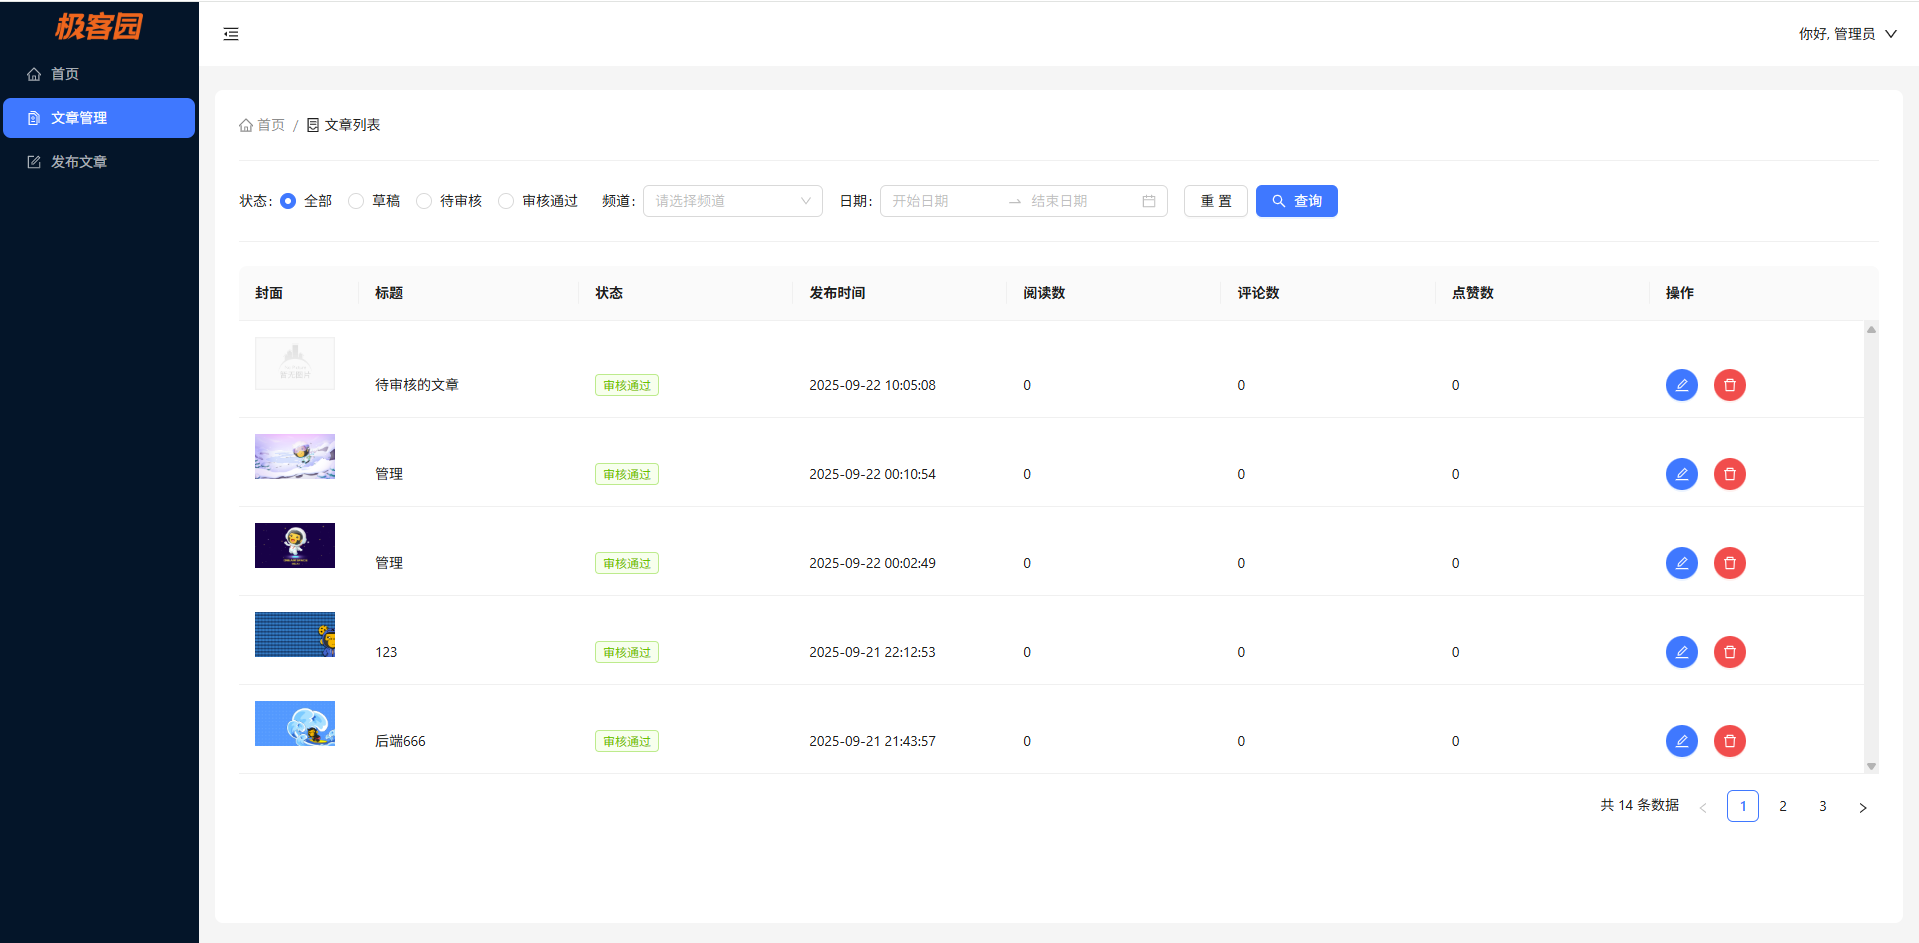 极客园
首页
文章管理
发布文章
你好, 管理员
首页 / 文章列表
状态: 全部 草稿 待审核 审核通过 频道: 请选择频道 日期: 开始日期 → 结束日期 重 置 查询
封面 标题 状态 发布时间 阅读数 评论数 点赞数 操作
暂无图片
待审核的文章 审核通过 2025-09-22 10:05:08 0 0 0
管理 审核通过 2025-09-22 00:10:54 0 0 0
管理 审核通过 2025-09-22 00:02:49 0 0 0
123 审核通过 2025-09-21 22:12:53 0 0 0
后端666 审核通过 2025-09-21 21:43:57 0 0 0
共 14 条数据 < 1 2 3 >